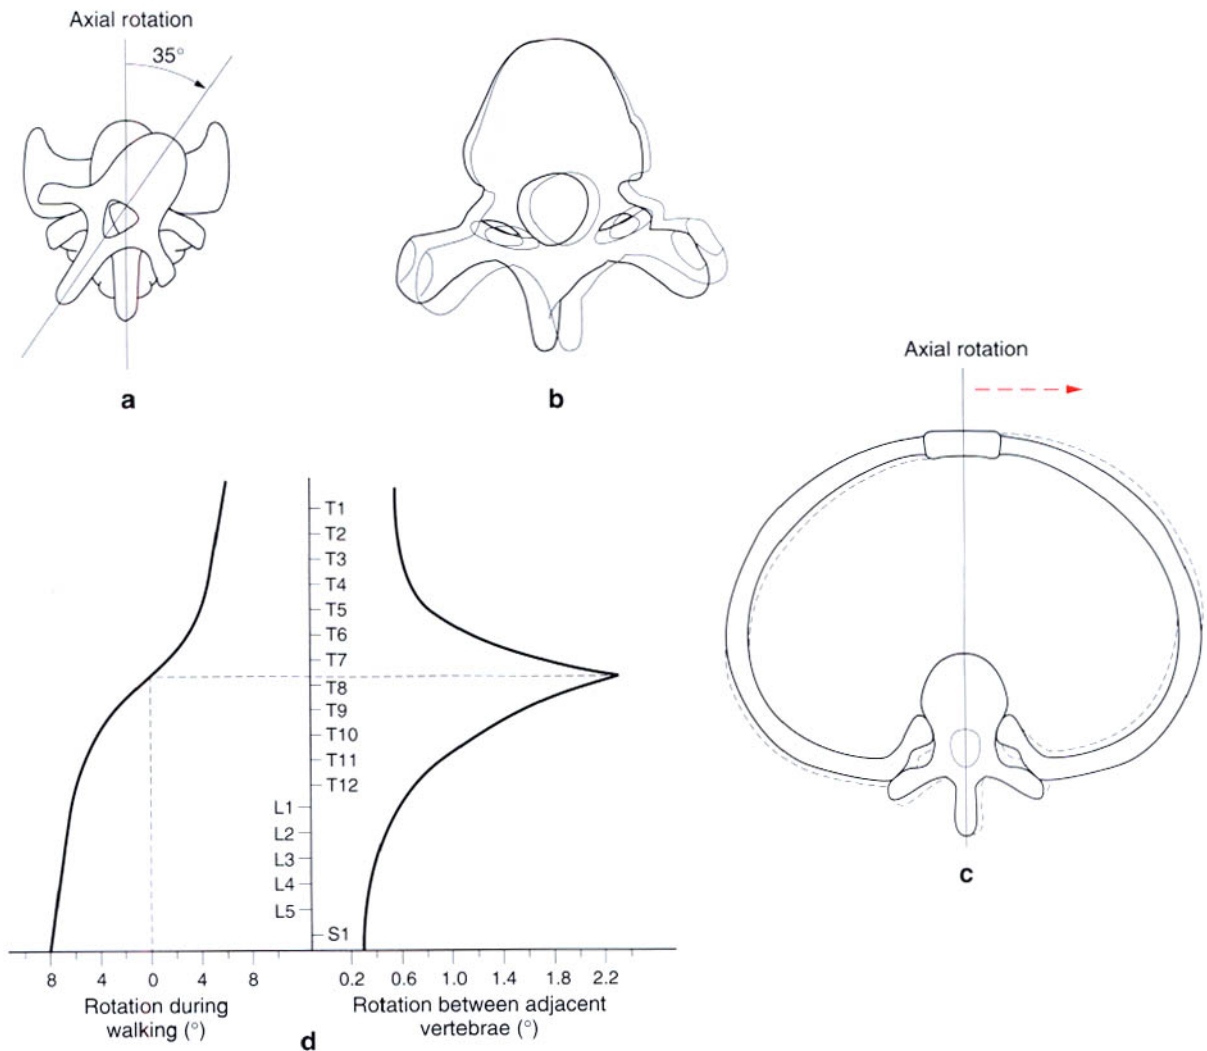 Axial rotation
35°
a
b
Axial rotation
c
T1
T2
T3
T4
T5
T6
T7
T8
T9
T10
T11
T12
L1
L2
L3
L4
L5
S1
8 4 0 4 8
0.2 0.6 1.0 1.4 1.8 2.2
Rotation during
walking (°)
Rotation between adjacent
vertebrae (°)
d